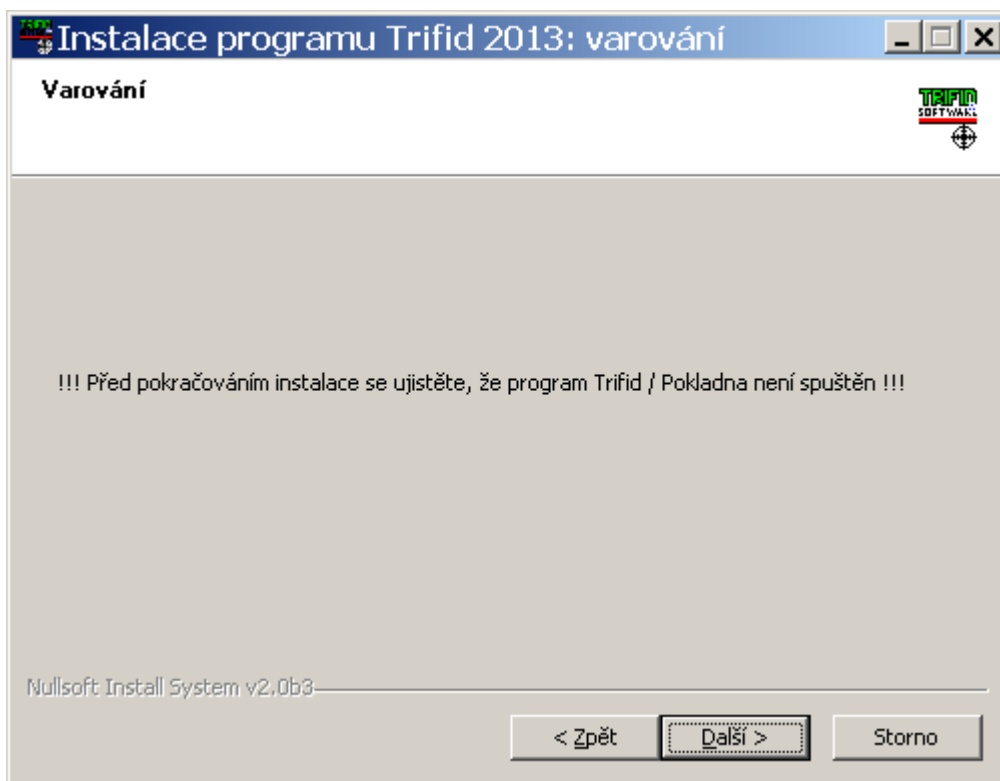 Instalace programu Trifid 2013: varování
Varování
TRIFID
SOFTWARE
!!! Před pokračováním instalace se ujistěte, že program Trifid / Pokladna není spuštěn !!!
Nullsoft Install System v2.0b3
< Zpět
Další >
Storno